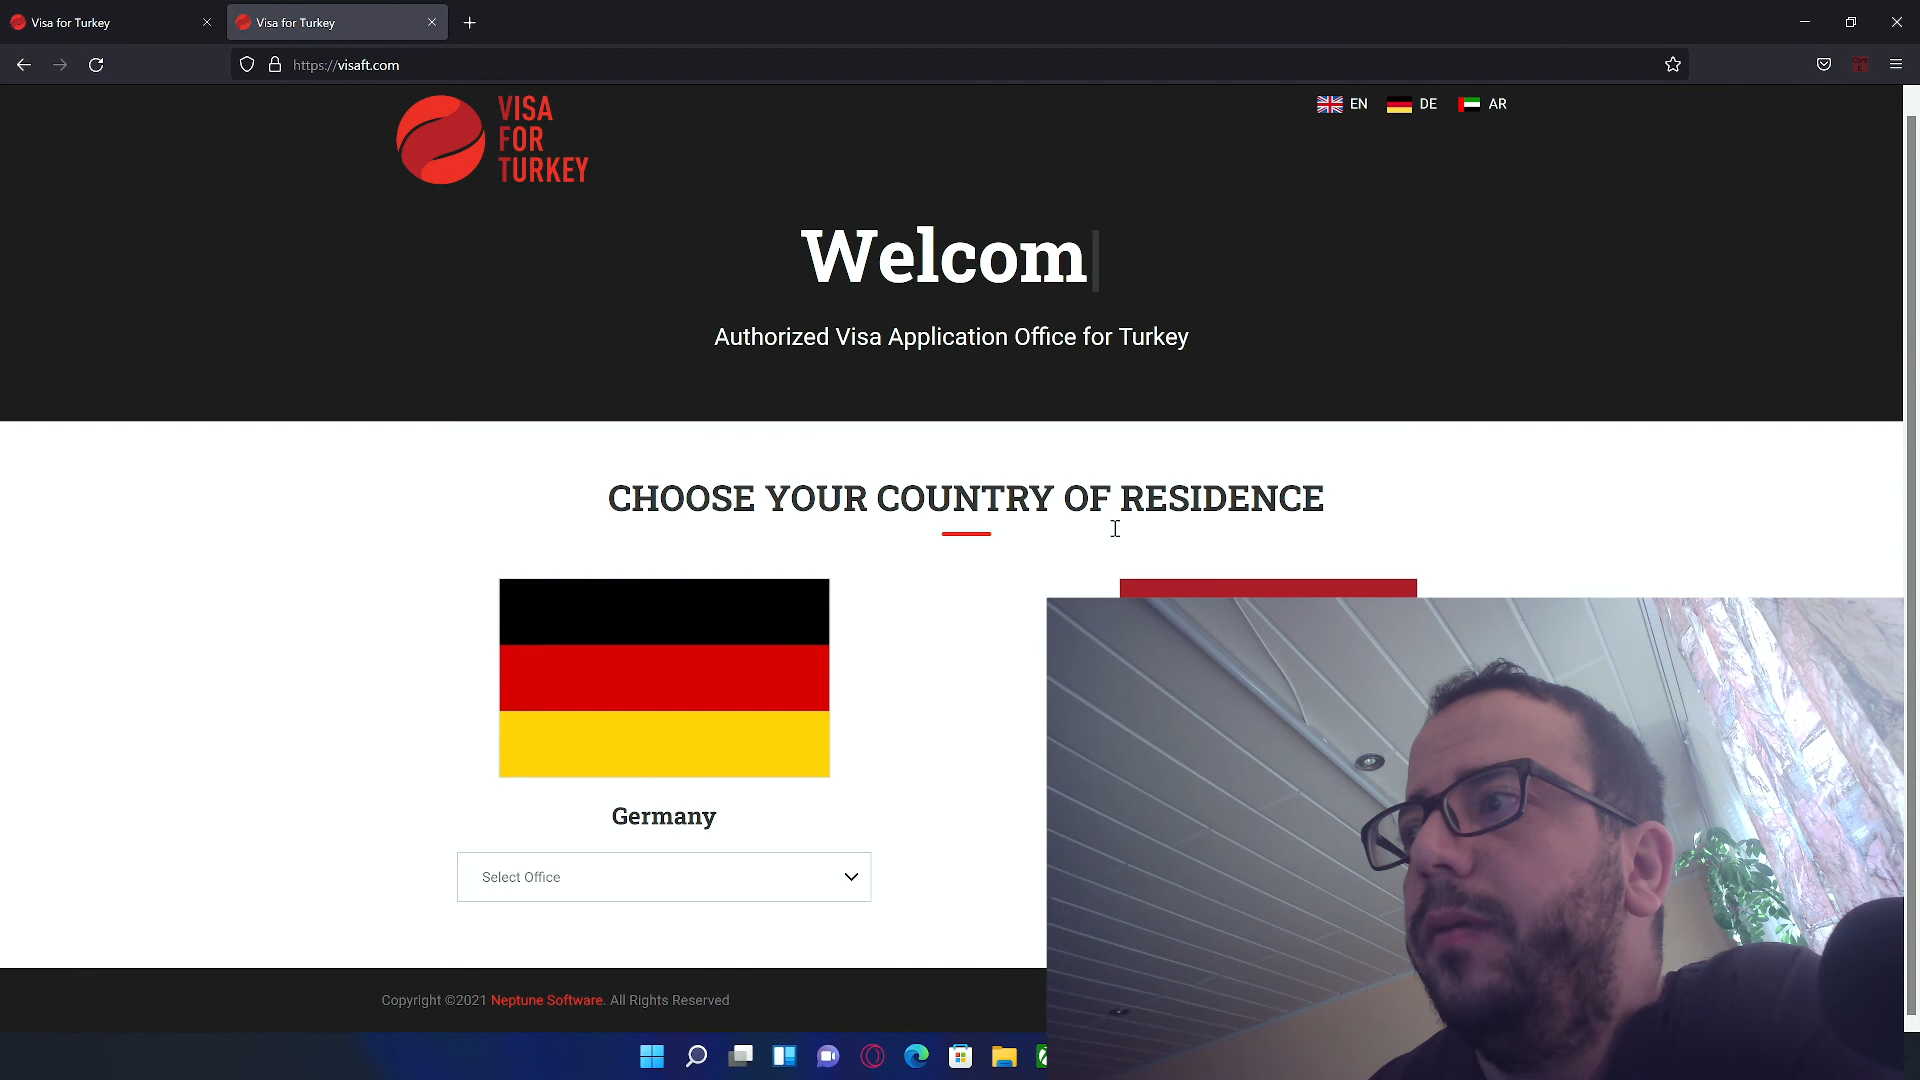 Visa for Turkey
Visa for Turkey
https://visaft.com
VISA
FOR
TURKEY
EN
DE
AR
Welcom
Authorized Visa Application Office for Turkey
CHOOSE YOUR COUNTRY OF RESIDENCE
Germany
Select Office
Copyright ©2021 Neptune Software. All Rights Reserved